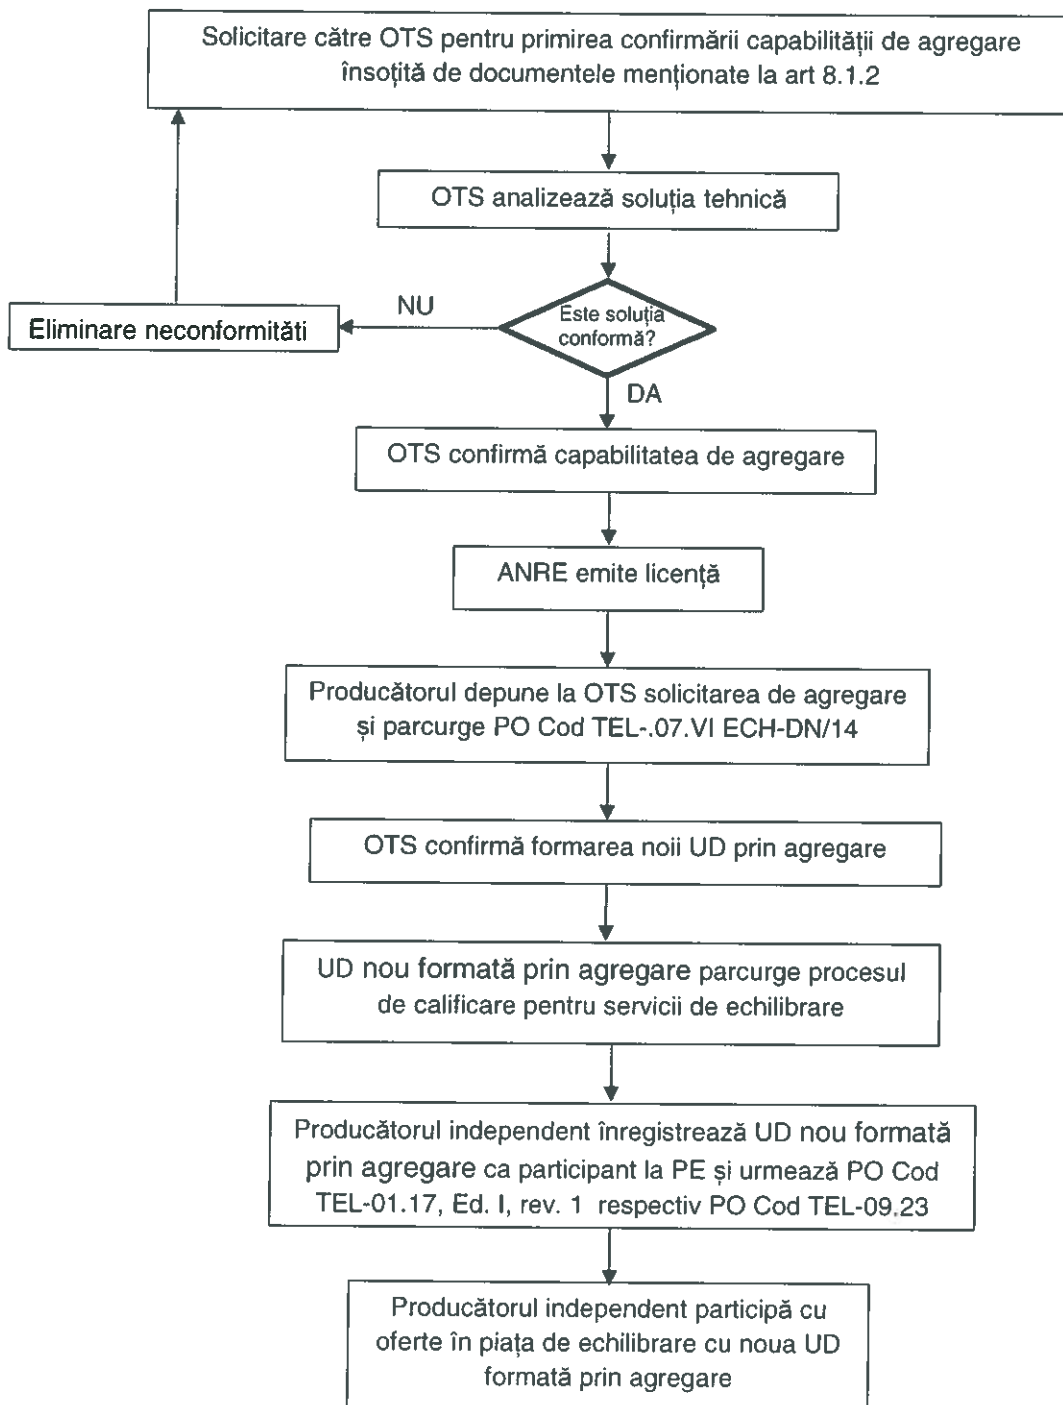 Solicitare către OTS pentru primirea confirmării capabilității de agregare
însoțită de documentele menționate la art 8.1.2
OTS analizează soluția tehnică
Este soluția
conformă?
NU
Eliminare neconformităti
DA
OTS confirmă capabilitatea de agregare
ANRE emite licență
Producătorul depune la OTS solicitarea de agregare
și parcurge PO Cod TEL-.07.VI ECH-DN/14
OTS confirmă formarea noii UD prin agregare
UD nou formată prin agregare parcurge procesul
de calificare pentru servicii de echilibrare
Producătorul independent înregistrează UD nou formată
prin agregare ca participant la PE și urmează PO Cod
TEL-01.17, Ed. I, rev. 1 respectiv PO Cod TEL-09.23
Producătorul independent participă cu
oferte în piața de echilibrare cu noua UD
formată prin agregare